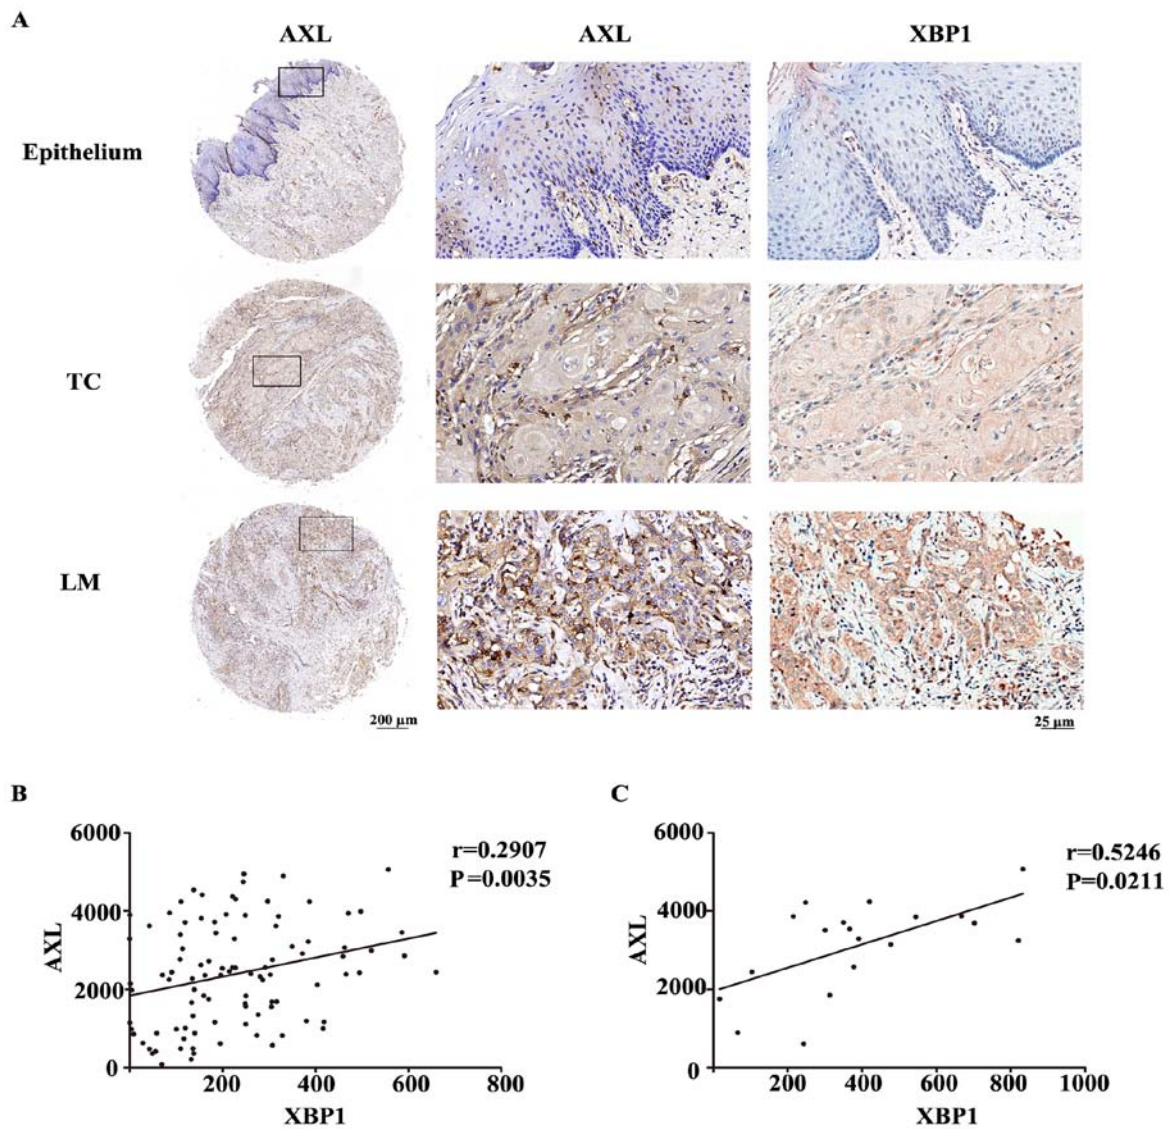 A
AXL AXL XBP1
Epithelium
TC
LM
200 μm 25 μm
B
6000
4000
2000
0
200 400 600 800
AXL
XBP1
r=0.2907
P=0.0035
C
6000
4000
2000
0
200 400 600 800 1000
AXL
XBP1
r=0.5246
P=0.0211